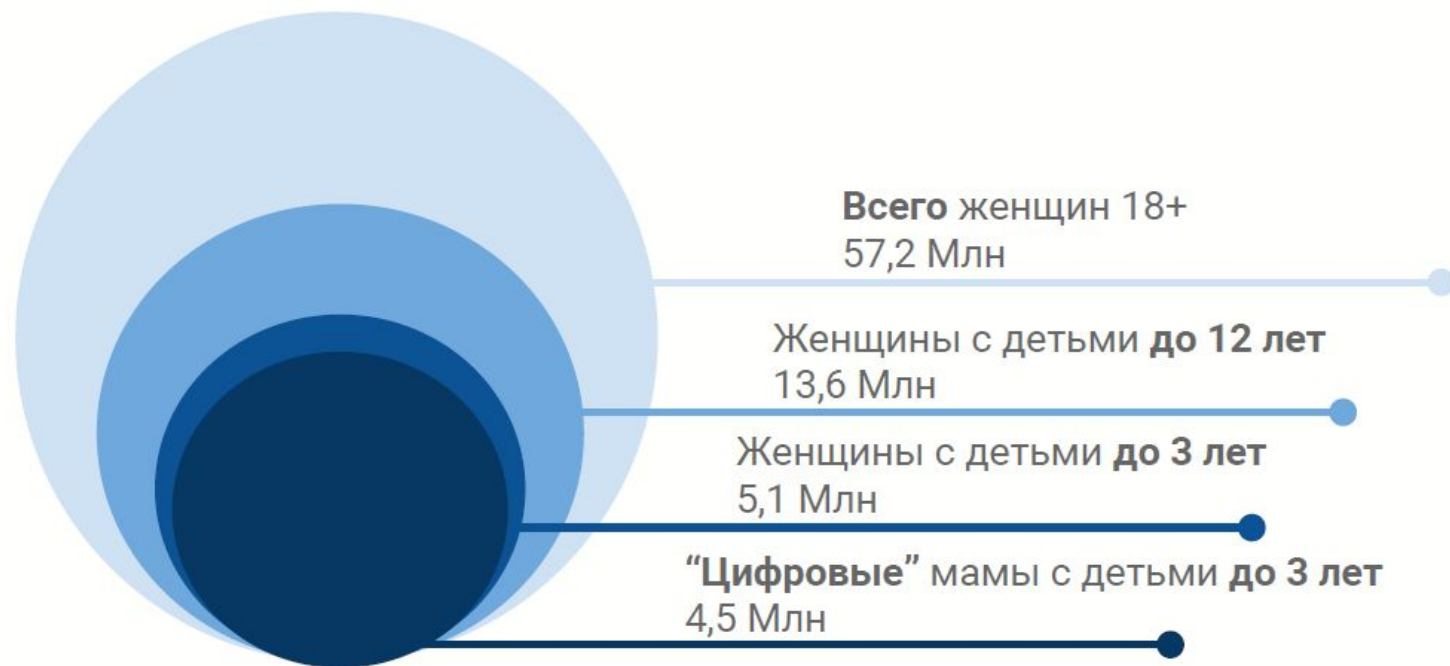 Всего женщин 18+
57,2 Млн
Женщины с детьми до 12 лет
13,6 Млн
Женщины с детьми до 3 лет
5,1 Млн
“Цифровые” мамы с детьми до 3 лет
4,5 Млн